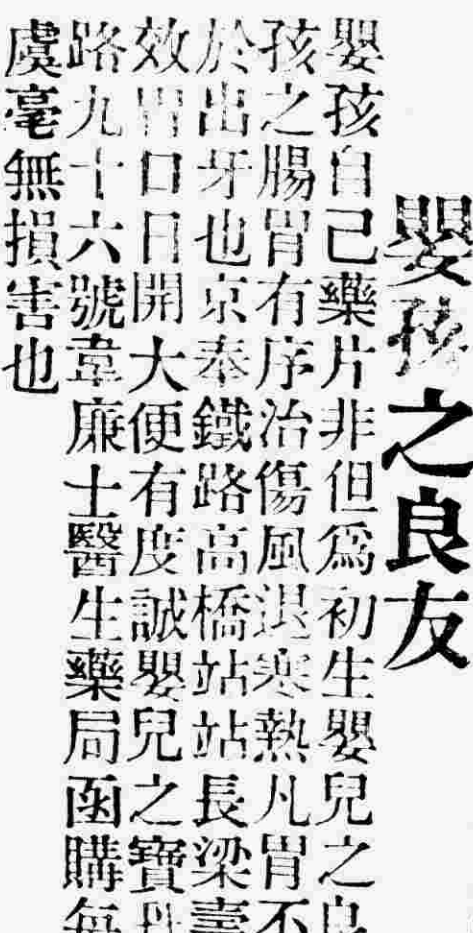 嬰孩之良友
嬰孩自己藥片非但爲初生嬰兒之良
孩之腸胃有序治傷風退寒熱凡胃不
於出牙也京奉鐵路高橋站站長梁壽
效胃口日開大便有度誠嬰兒之寶丹
路九十六號韋廉士醫生藥局函購每
虞毫無損害也